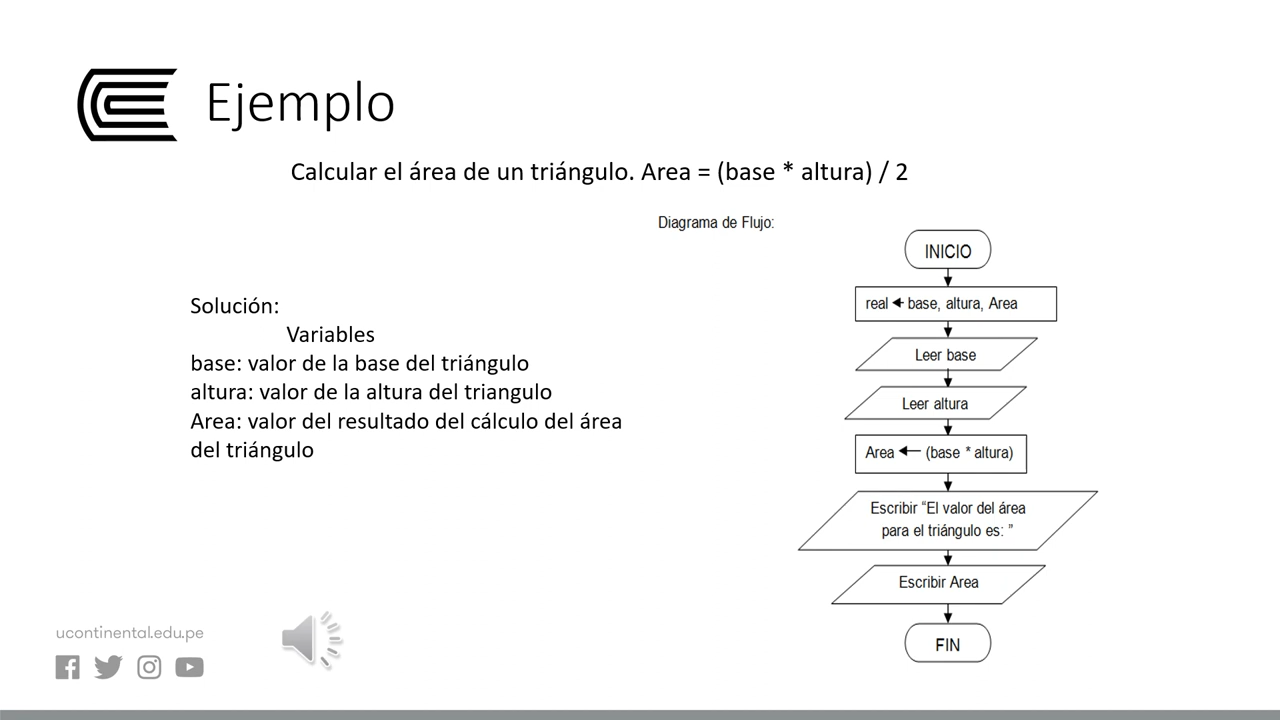 Ejemplo
Calcular el área de un triángulo. Area = (base * altura) / 2
Diagrama de Flujo:
INICIO
real ← base, altura, Area
Leer base
Leer altura
Area ← (base * altura)
Escribir “El valor del área
para el triángulo es: ”
Escribir Area
FIN
Solución:
Variables
base: valor de la base del triángulo
altura: valor de la altura del triangulo
Area: valor del resultado del cálculo del área
del triángulo
ucontinental.edu.pe